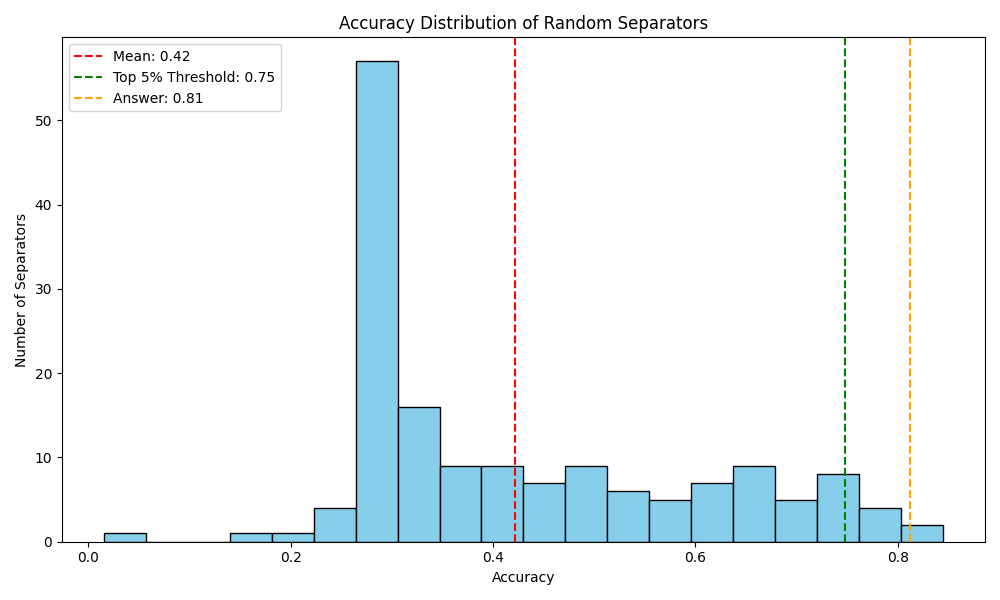 Accuracy Distribution of Random Separators
Mean: 0.42
Top 5% Threshold: 0.75
Answer: 0.81
Number of Separators
50
40
30
20
10
0
0.0 0.2 0.4 0.6 0.8
Accuracy